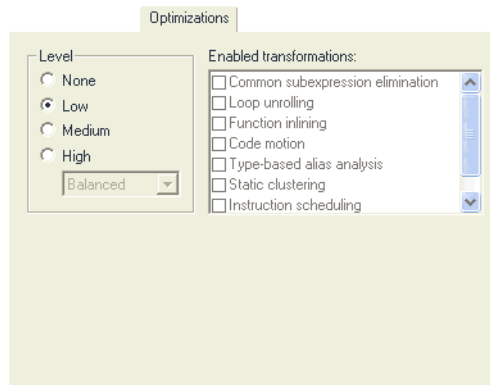 Optimizations
Level
None
Low
Medium
High
Balanced
Enabled transformations:
Common subexpression elimination
Loop unrolling
Function inlining
Code motion
Type-based alias analysis
Static clustering
Instruction scheduling